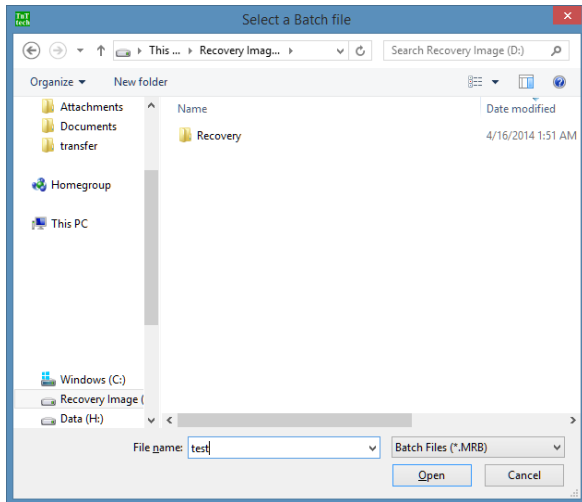 TnT
tech
Select a Batch file
This ... Recovery Imag...
Search Recovery Image (D:)
Organize
New folder
Attachments
Documents
transfer
Homegroup
This PC
Windows (C:)
Recovery Image (
Data (H:)
Name
Date modified
Recovery
4/16/2014 1:51 AM
File name:
test
Batch Files (*.MRB)
Open
Cancel